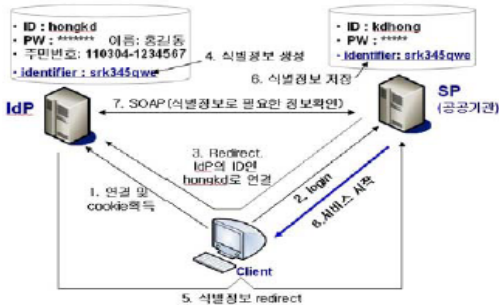 · ID : hongkd
· PW : ******* 이름: 홍길동
· 주민번호: 110304-1234567
· identifier : srk345qwe
· ID : kdhong
· PW : *****
· identifier: srk345qwe
4. 식별정보 생성
6. 식별정보 저장
IdP
7. SOAP(식별정보로 필요한 정보확인)
SP
(공공기관)
3. Redirect.
IdP의 ID인
hongkd로 연결
1. 연결 및
cookie획득
2. login
8.서비스 시작
Client
5. 식별정보 redirect